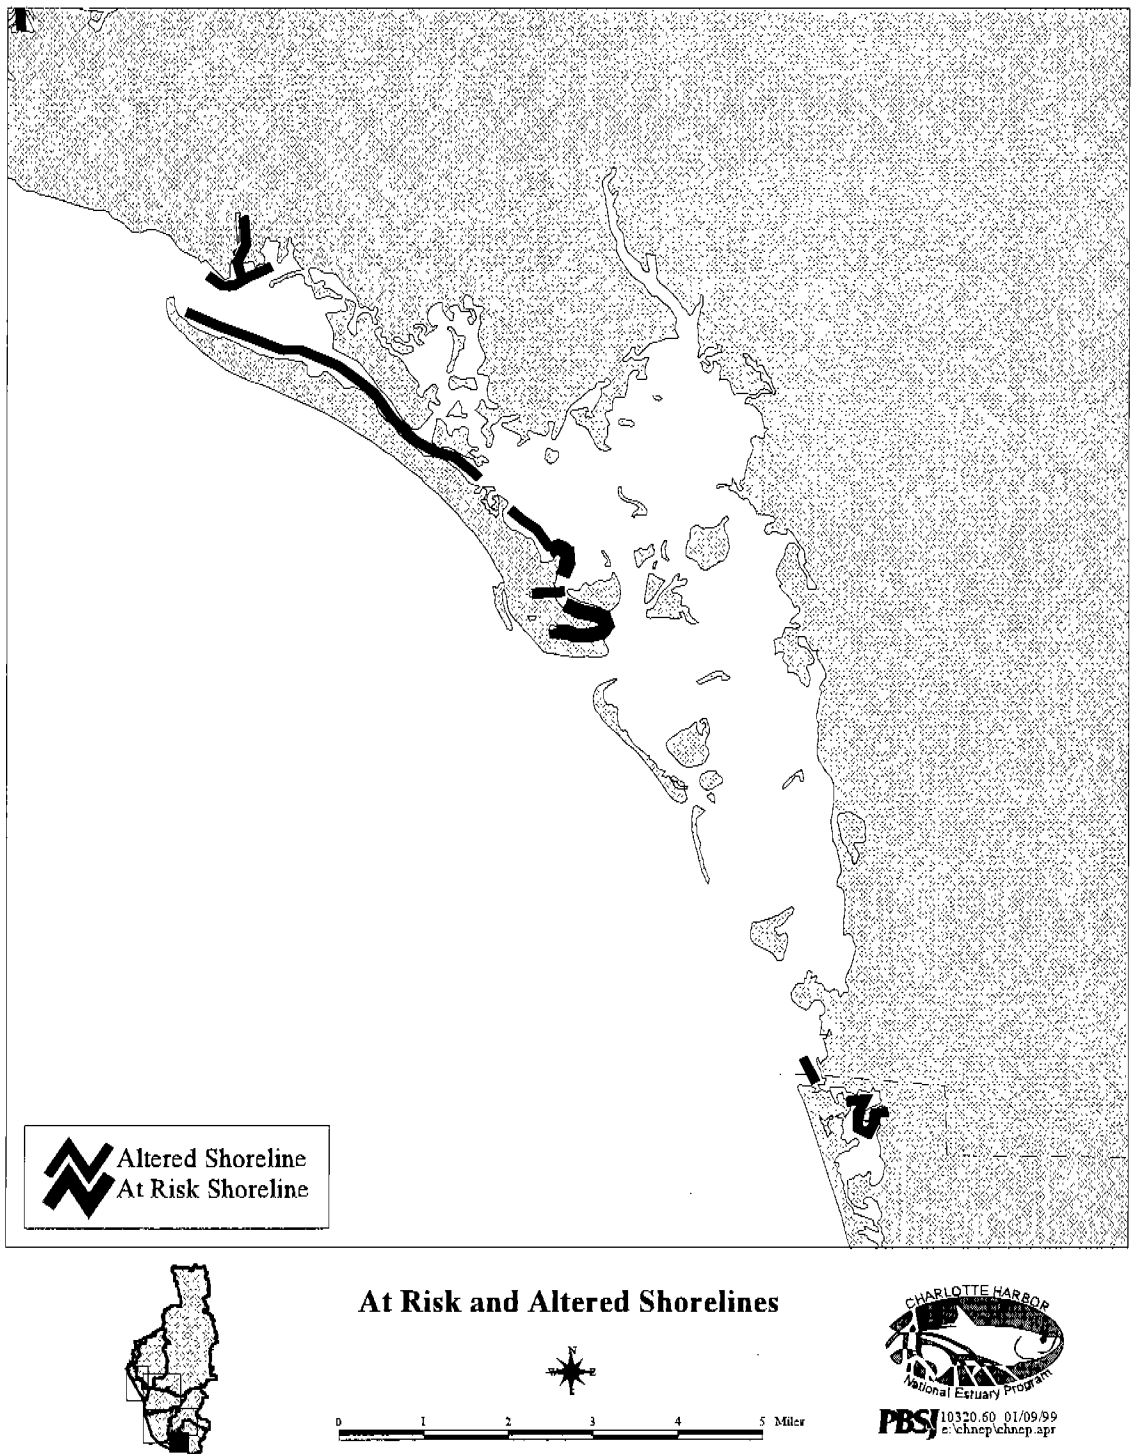 Altered Shoreline
At Risk Shoreline
At Risk and Altered Shorelines
N
W E
0 1 2 3 4 5 Miles
CHARLOTTE HARBOR
National Estuary Program
PBSJ
10320.60 01/09/99
e:\chnep\chnep.apr